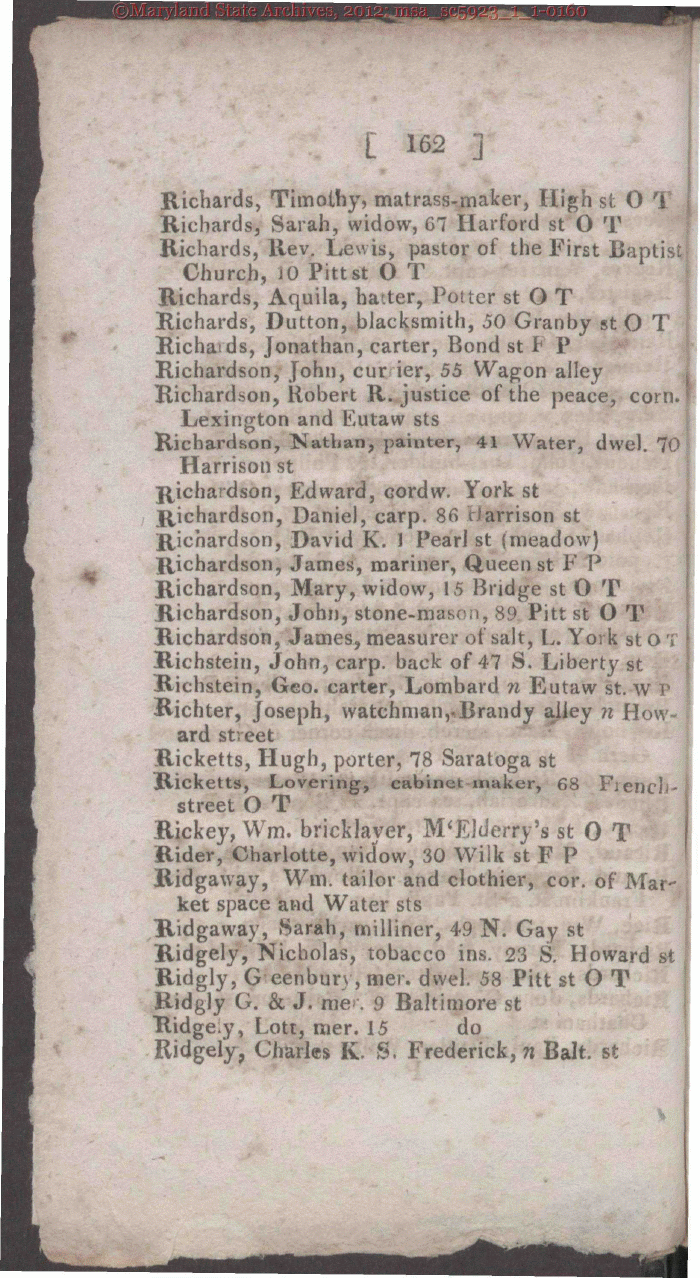 ©Maryland State Archives, 2012; msa_sc5923_1_1-0160
[ 162 ]
Richards, Timothy, matrass-maker, High st O T
Richards, Sarah, widow, 67 Harford st O T
Richards, Rev. Lewis, pastor of the First Baptist
Church, 10 Pitt st O T
Richards, Aquila, hatter, Potter st O T
Richards, Dutton, blacksmith, 50 Granby st O T
Richards, Jonathan, carter, Bond st F P
Richardson, John, currier, 55 Wagon alley
Richardson, Robert R. justice of the peace, corn.
Lexington and Eutaw sts
Richardson, Nathan, painter, 41 Water, dwel. 70
Harrison st
Richardson, Edward, cordw. York st
Richardson, Daniel, carp. 86 Harrison st
Richardson, David K. 1 Pearl st (meadow)
Richardson, James, mariner, Queen st F P
Richardson, Mary, widow, 15 Bridge st O T
Richardson, John, stone-mason, 89 Pitt st O T
Richardson, James, measurer of salt, L. York st O T
Richstein, John, carp. back of 47 S. Liberty st
Richstein, Geo. carter, Lombard n Eutaw st. W P
Richter, Joseph, watchman, Brandy alley n How-
ard street
Ricketts, Hugh, porter, 78 Saratoga st
Ricketts, Lovering, cabinet-maker, 68 French-
street O T
Rickey, Wm. bricklayer, M'Elderry's st O T
Rider, Charlotte, widow, 30 Wilk st F P
Ridgaway, Wm. tailor and clothier, cor. of Mar-
ket space and Water sts
Ridgaway, Sarah, milliner, 49 N. Gay st
Ridgely, Nicholas, tobacco ins. 23 S. Howard st
Ridgly, Greenbury, mer. dwel. 58 Pitt st O T
Ridgly G. & J. mer. 9 Baltimore st
Ridgely, Lott, mer. 15 do
Ridgely, Charles K. S. Frederick, n Balt. st